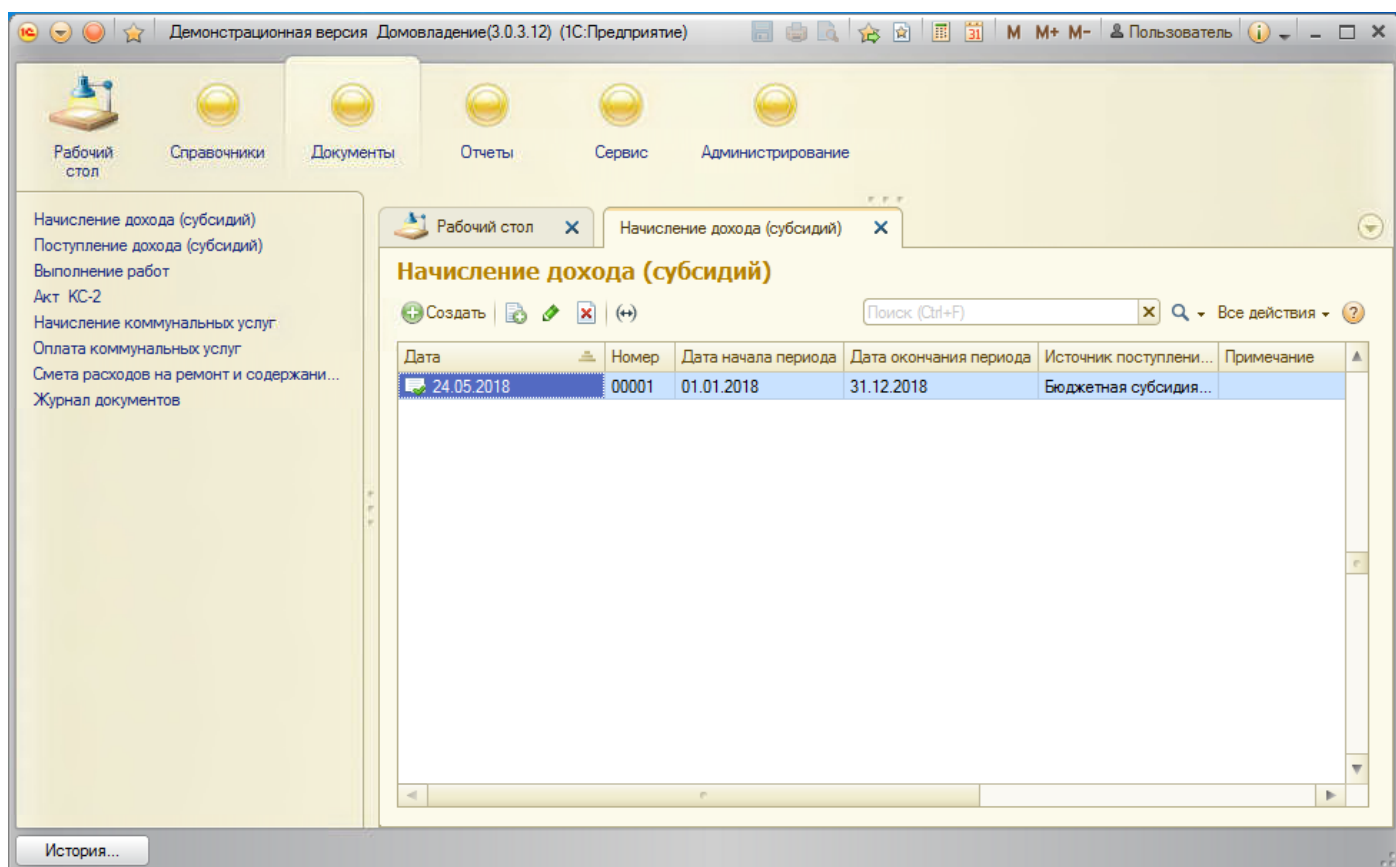 1С Демонстрационная версия Домовладение(3.0.3.12) (1С:Предприятие) 31 M M+ M- Пользователь
Рабочий стол
Справочники
Документы
Отчеты
Сервис
Администрирование
Начисление дохода (субсидий)
Поступление дохода (субсидий)
Выполнение работ
Акт КС-2
Начисление коммунальных услуг
Оплата коммунальных услуг
Смета расходов на ремонт и содержани...
Журнал документов
Рабочий стол
Начисление дохода (субсидий)
Начисление дохода (субсидий)
Создать Поиск (Ctrl+F) Все действия ?
Дата Номер Дата начала периода Дата окончания периода Источник поступлени... Примечание
24.05.2018 00001 01.01.2018 31.12.2018 Бюджетная субсидия...
История...